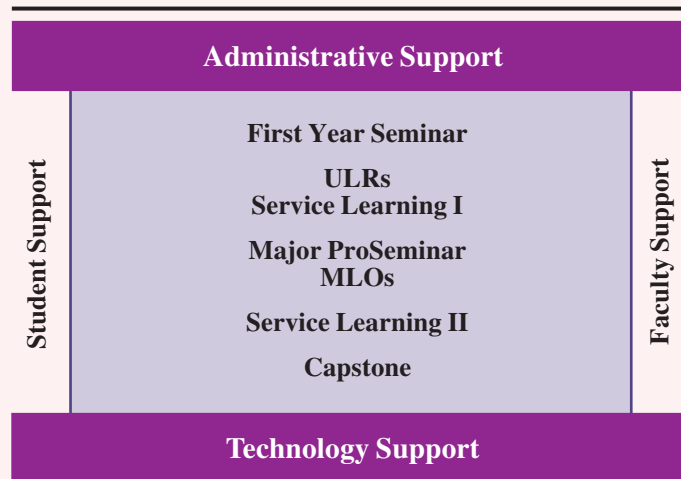 Administrative Support
Student Support
First Year Seminar
ULRs
Service Learning I
Major ProSeminar
MLOs
Service Learning II
Capstone
Faculty Support
Technology Support